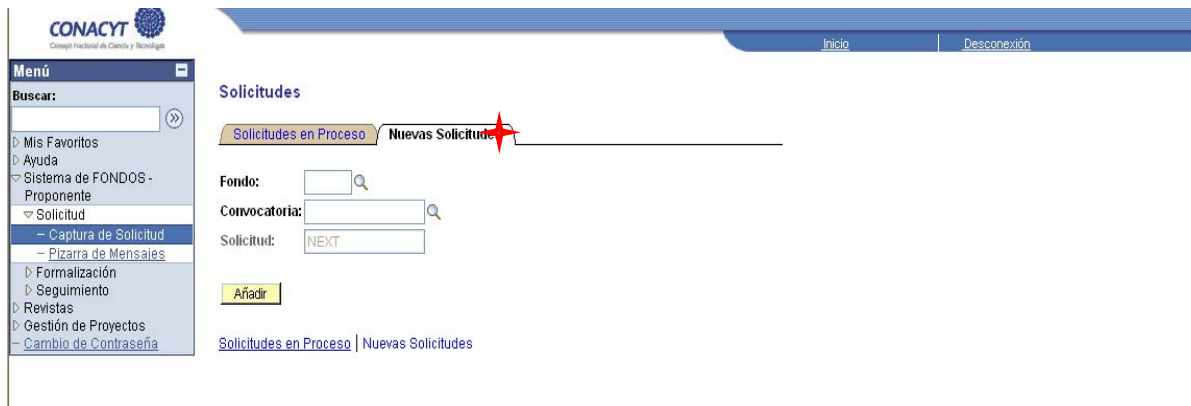 CONACYT
Consejo Nacional de Ciencia y Tecnología
Inicio
Desconexión
Menú
Buscar:
Mis Favoritos
Ayuda
Sistema de FONDOS -
Proponente
Solicitud
– Captura de Solicitud
– Pizarra de Mensajes
Formalización
Seguimiento
Revistas
Gestión de Proyectos
– Cambio de Contraseña
Solicitudes
Solicitudes en Proceso
Nuevas Solicitudes
Fondo:
Convocatoria:
Solicitud: NEXT
Añadir
Solicitudes en Proceso | Nuevas Solicitudes